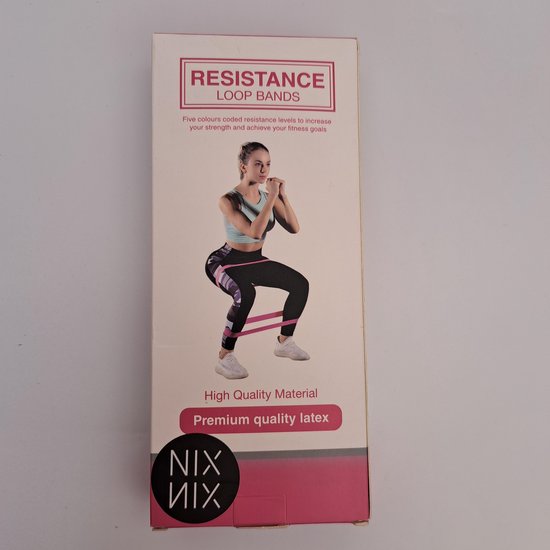 RESISTANCE
LOOP BANDS
Five colours coded resistance levels to increase
your strength and achieve your fitness goals
High Quality Material
Premium quality latex
NIX
NIX